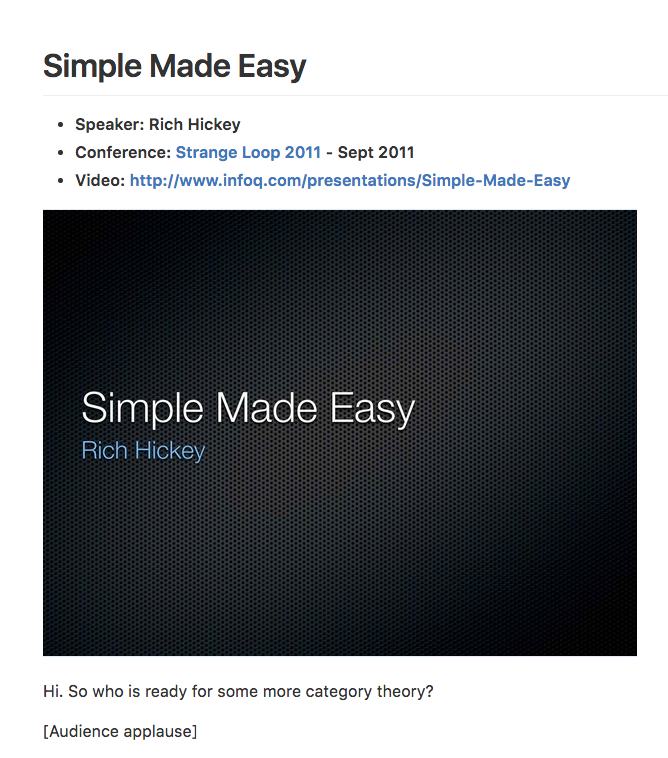 Simple Made Easy
• Speaker: Rich Hickey
• Conference: Strange Loop 2011 - Sept 2011
• Video: http://www.infoq.com/presentations/Simple-Made-Easy
Simple Made Easy
Rich Hickey
Hi. So who is ready for some more category theory?
[Audience applause]